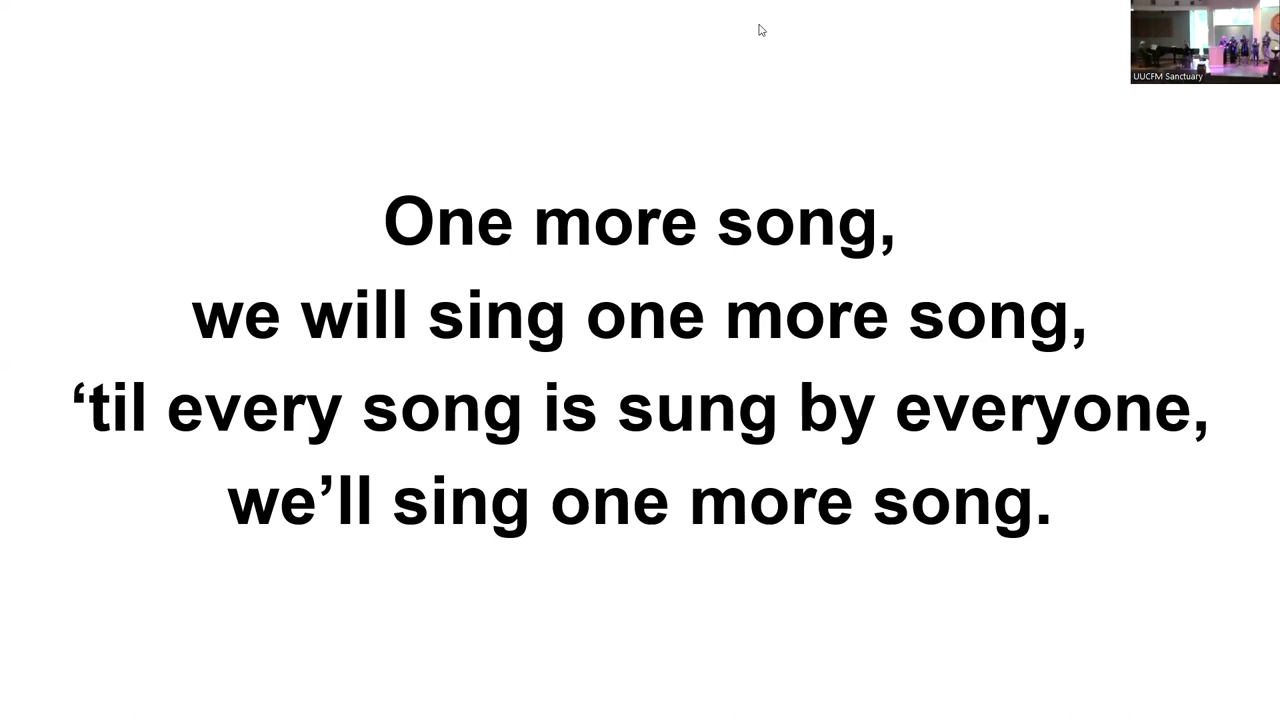 UUCFM Sanctuary
One more song,
we will sing one more song,
‘til every song is sung by everyone,
we’ll sing one more song.